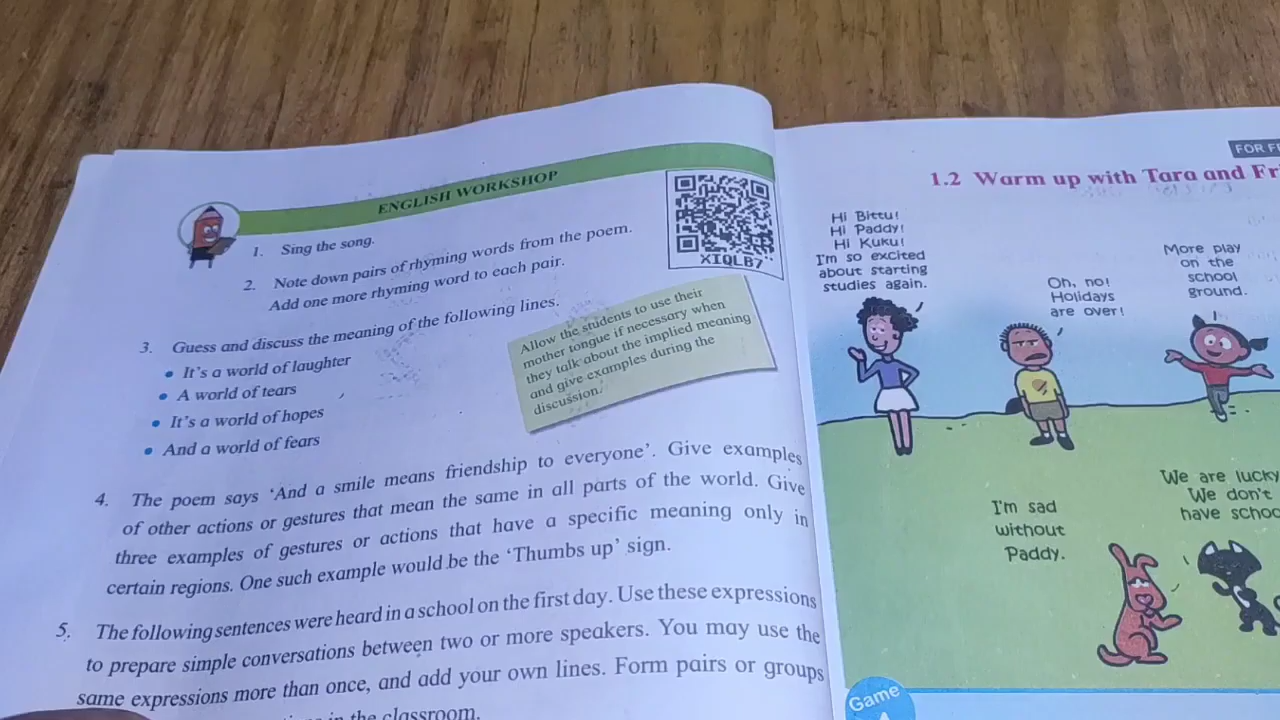 ENGLISH WORKSHOP
XIQLB7
1. Sing the song.
2. Note down pairs of rhyming words from the poem.
Add one more rhyming word to each pair.
3. Guess and discuss the meaning of the following lines.
• It's a world of laughter
• A world of tears
• It's a world of hopes
• And a world of fears
Allow the students to use their
mother tongue if necessary when
they talk about the implied meaning
and give examples during the
discussion.
4. The poem says 'And a smile means friendship to everyone'. Give examples
of other actions or gestures that mean the same in all parts of the world. Give
three examples of gestures or actions that have a specific meaning only in
certain regions. One such example would be the 'Thumbs up' sign.
5. The following sentences were heard in a school on the first day. Use these expressions
to prepare simple conversations between two or more speakers. You may use the
same expressions more than once, and add your own lines. Form pairs or groups
in the classroom.
FOR
1.2 Warm up with Tara and
Hi Bittu!
Hi Paddy!
Hi Kuku!
I'm so excited
about starting
studies again.
Oh, no!
Holidays
are over!
More play
on the
school
ground.
I'm sad
without
Paddy.
We are lucky
We don't
have
Game